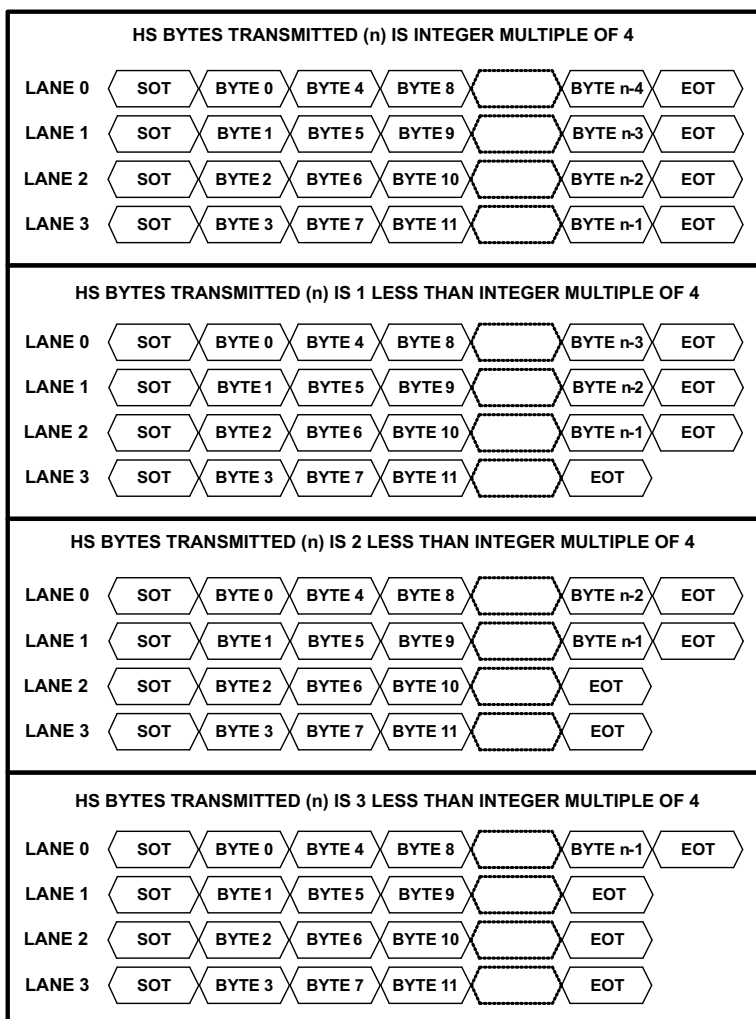 HS BYTES TRANSMITTED (n) IS INTEGER MULTIPLE OF 4
LANE 0 SOT BYTE 0 BYTE 4 BYTE 8 BYTE n-4 EOT
LANE 1 SOT BYTE 1 BYTE 5 BYTE 9 BYTE n-3 EOT
LANE 2 SOT BYTE 2 BYTE 6 BYTE 10 BYTE n-2 EOT
LANE 3 SOT BYTE 3 BYTE 7 BYTE 11 BYTE n-1 EOT
HS BYTES TRANSMITTED (n) IS 1 LESS THAN INTEGER MULTIPLE OF 4
LANE 0 SOT BYTE 0 BYTE 4 BYTE 8 BYTE n-3 EOT
LANE 1 SOT BYTE 1 BYTE 5 BYTE 9 BYTE n-2 EOT
LANE 2 SOT BYTE 2 BYTE 6 BYTE 10 BYTE n-1 EOT
LANE 3 SOT BYTE 3 BYTE 7 BYTE 11 EOT
HS BYTES TRANSMITTED (n) IS 2 LESS THAN INTEGER MULTIPLE OF 4
LANE 0 SOT BYTE 0 BYTE 4 BYTE 8 BYTE n-2 EOT
LANE 1 SOT BYTE 1 BYTE 5 BYTE 9 BYTE n-1 EOT
LANE 2 SOT BYTE 2 BYTE 6 BYTE 10 EOT
LANE 3 SOT BYTE 3 BYTE 7 BYTE 11 EOT
HS BYTES TRANSMITTED (n) IS 3 LESS THAN INTEGER MULTIPLE OF 4
LANE 0 SOT BYTE 0 BYTE 4 BYTE 8 BYTE n-1 EOT
LANE 1 SOT BYTE 1 BYTE 5 BYTE 9 EOT
LANE 2 SOT BYTE 2 BYTE 6 BYTE 10 EOT
LANE 3 SOT BYTE 3 BYTE 7 BYTE 11 EOT